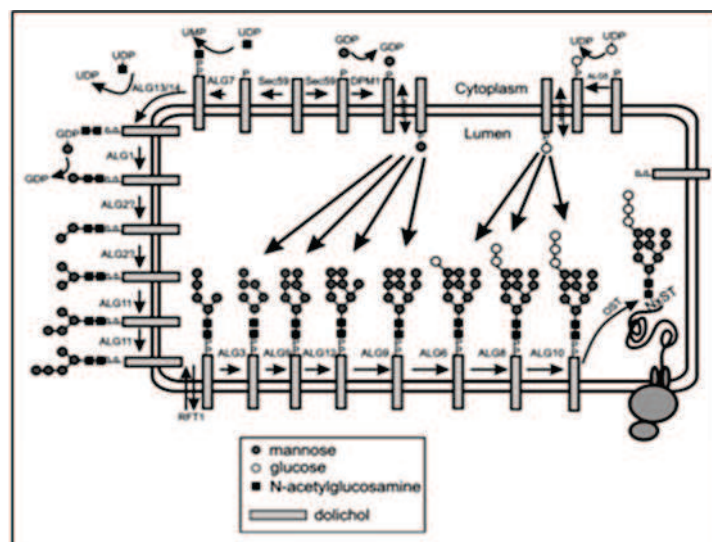 UMP UDP
GDP GDP
UDP UDP
UDP
UDP
ALG13/14
ALG7
P
Sec59
Sec59
P
DPM1
P
Cytoplasm
P
ALG5
P
Lumen
GDP
ALG1
GDP
ALG2?
ALG2?
ALG11
ALG11
RFT1
ALG3
ALG9
ALG12
ALG9
ALG6
ALG8
ALG10
OST
NxST
mannose
glucose
N-acetylglucosamine
dolichol